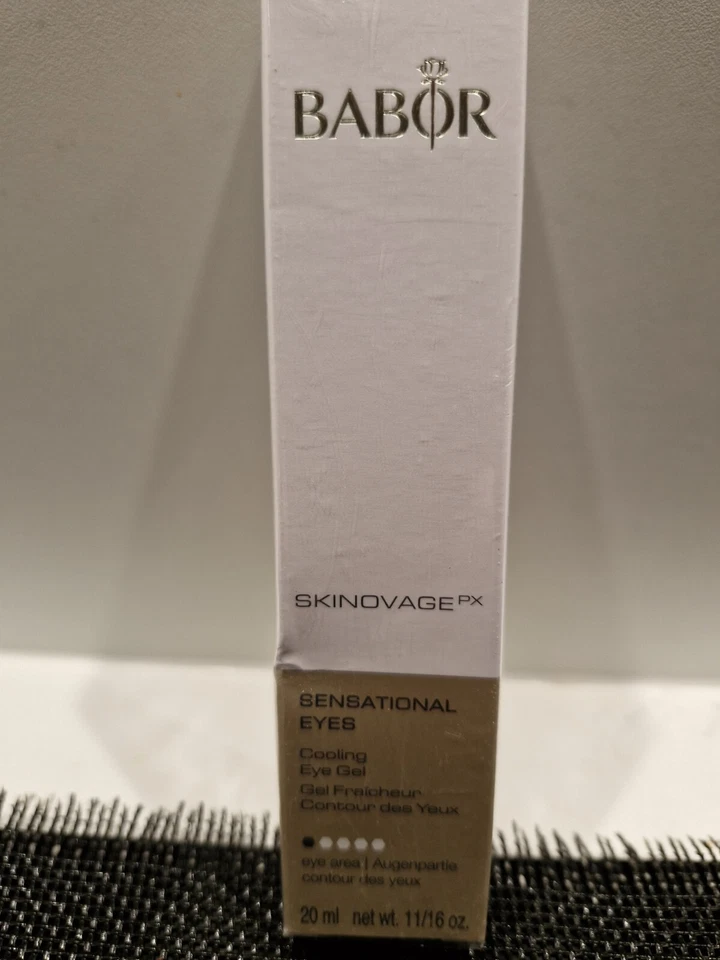 BABOR
SKINOVAGE PX
SENSATIONAL
EYES
Cooling
Eye Gel
Gel Fraîcheur
Contour des Yeux
eye area | Augenpartie
contour des yeux
20 ml net wt. 11/16 oz.